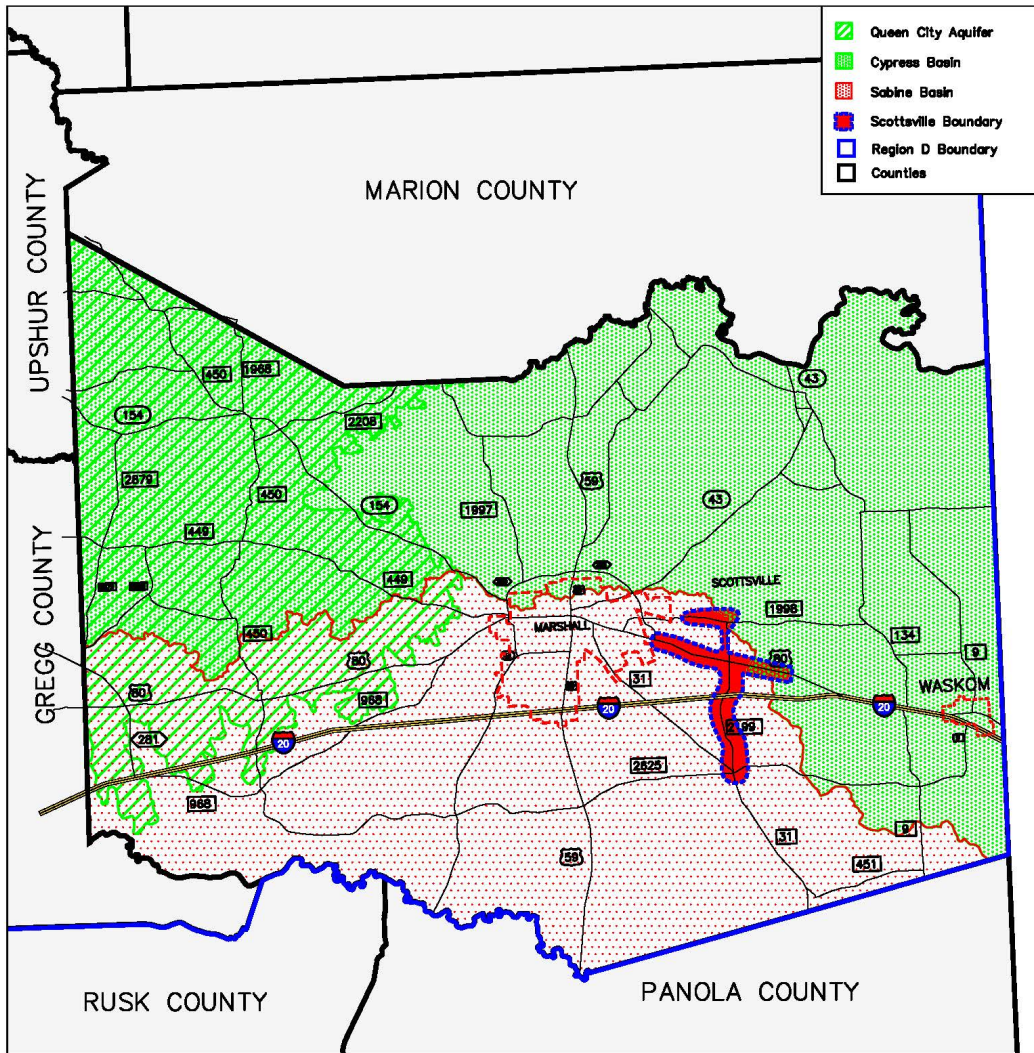 Queen City Aquifer
Cypress Basin
Sabine Basin
Scottsville Boundary
Region D Boundary
Counties
MARION COUNTY
UPSHUR COUNTY
GREGG COUNTY
RUSK COUNTY
PANOLA COUNTY
450
1968
43
154
2208
2879
450
154
1997
59
43
449
449
SCOTTSVILLE
1998
MARSHALL
450
134
9
80
80
80
31
968
WASKOM
281
20
20
20
2199
2625
968
31
9
59
451